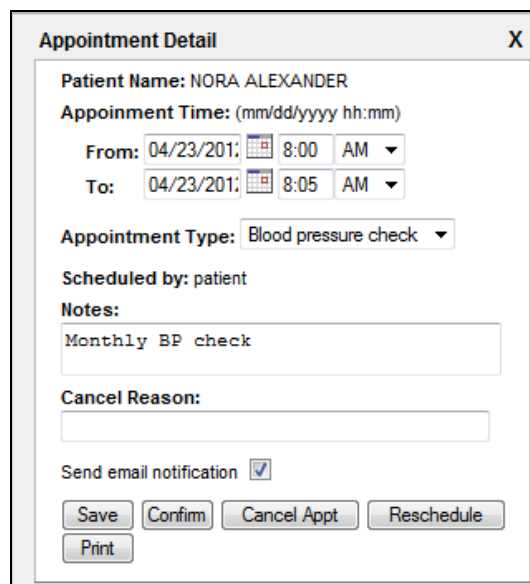 Appointment Detail X
Patient Name: NORA ALEXANDER
Appoinment Time: (mm/dd/yyyy hh:mm)
From: 04/23/2012 8:00 AM
To: 04/23/2012 8:05 AM
Appointment Type: Blood pressure check
Scheduled by: patient
Notes:
Monthly BP check
Cancel Reason:
Send email notification
Save Confirm Cancel Appt Reschedule
Print